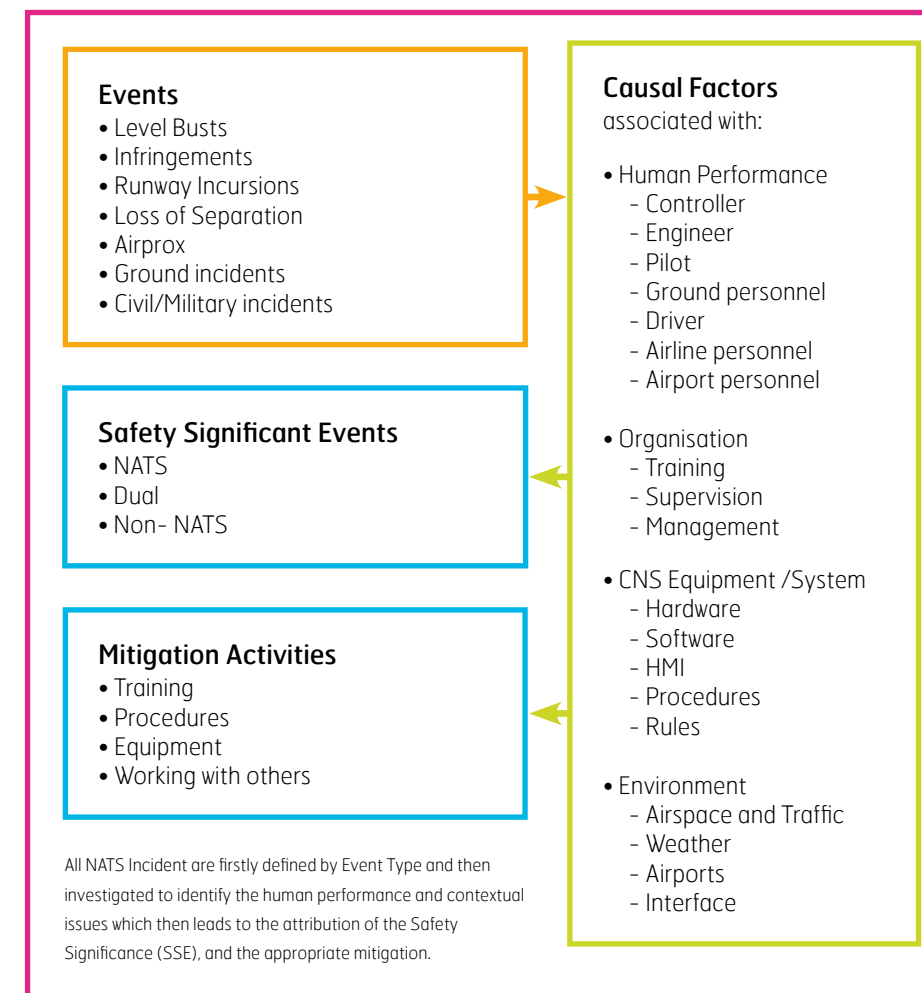 Events
• Level Busts
• Infringements
• Runway Incursions
• Loss of Separation
• Airprox
• Ground incidents
• Civil/Military incidents
Safety Significant Events
• NATS
• Dual
• Non- NATS
Mitigation Activities
• Training
• Procedures
• Equipment
• Working with others
All NATS Incident are firstly defined by Event Type and then
investigated to identify the human performance and contextual
issues which then leads to the attribution of the Safety
Significance (SSE), and the appropriate mitigation.
Causal Factors
associated with:
• Human Performance
- Controller
- Engineer
- Pilot
- Ground personnel
- Driver
- Airline personnel
- Airport personnel
• Organisation
- Training
- Supervision
- Management
• CNS Equipment /System
- Hardware
- Software
- HMI
- Procedures
- Rules
• Environment
- Airspace and Traffic
- Weather
- Airports
- Interface